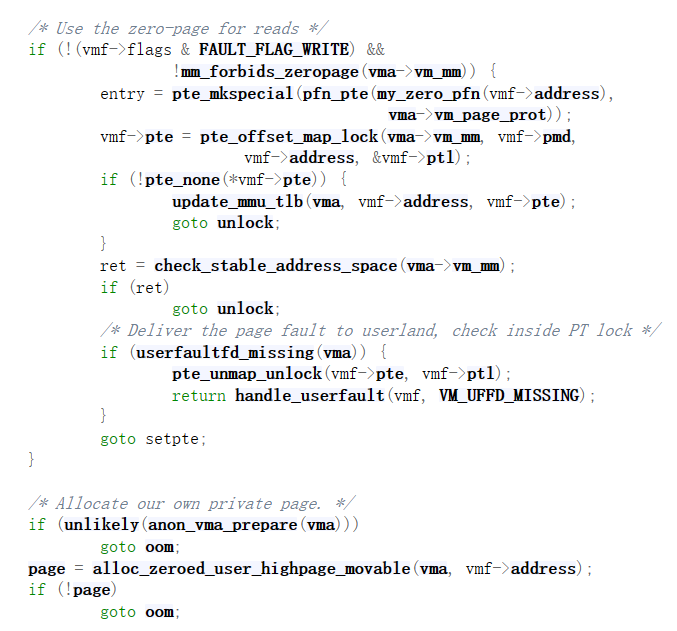 /* Use the zero-page for reads */
if (!(vmf->flags & FAULT_FLAG_WRITE) &&
                !mm_forbids_zeropage(vma->vm_mm)) {
        entry = pte_mkspecial(pfn_pte(my_zero_pfn(vmf->address),
                                        vma->vm_page_prot));
        vmf->pte = pte_offset_map_lock(vma->vm_mm, vmf->pmd,
                        vmf->address, &vmf->ptl);
        if (!pte_none(*vmf->pte)) {
                update_mmu_tlb(vma, vmf->address, vmf->pte);
                goto unlock;
        }
        ret = check_stable_address_space(vma->vm_mm);
        if (ret)
                goto unlock;
        /* Deliver the page fault to userland, check inside PT lock */
        if (userfaultfd_missing(vma)) {
                pte_unmap_unlock(vmf->pte, vmf->ptl);
                return handle_userfault(vmf, VM_UFFD_MISSING);
        }
        goto setpte;
}

/* Allocate our own private page. */
if (unlikely(anon_vma_prepare(vma)))
        goto oom;
page = alloc_zeroed_user_highpage_movable(vma, vmf->address);
if (!page)
        goto oom;